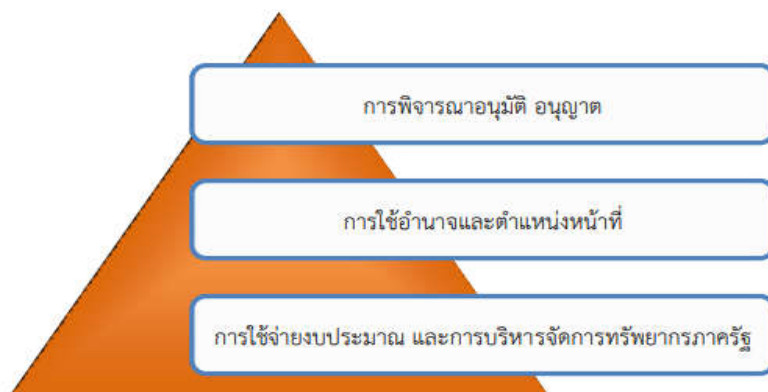 การพิจารณาอนุมัติ อนุญาต
การใช้อำนาจและตำแหน่งหน้าที่
การใช้จ่ายงบประมาณ และการบริหารจัดการทรัพยากรภาครัฐ